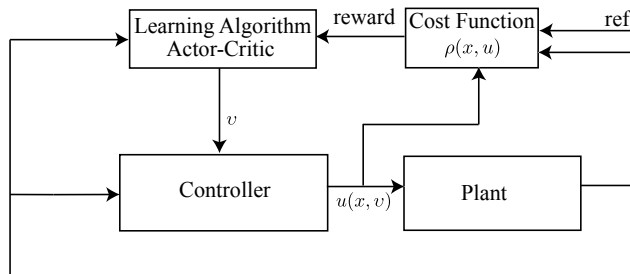 Learning Algorithm
Actor-Critic
reward
Cost Function
ρ(x, u)
ref
υ
Controller
u(x, υ)
Plant